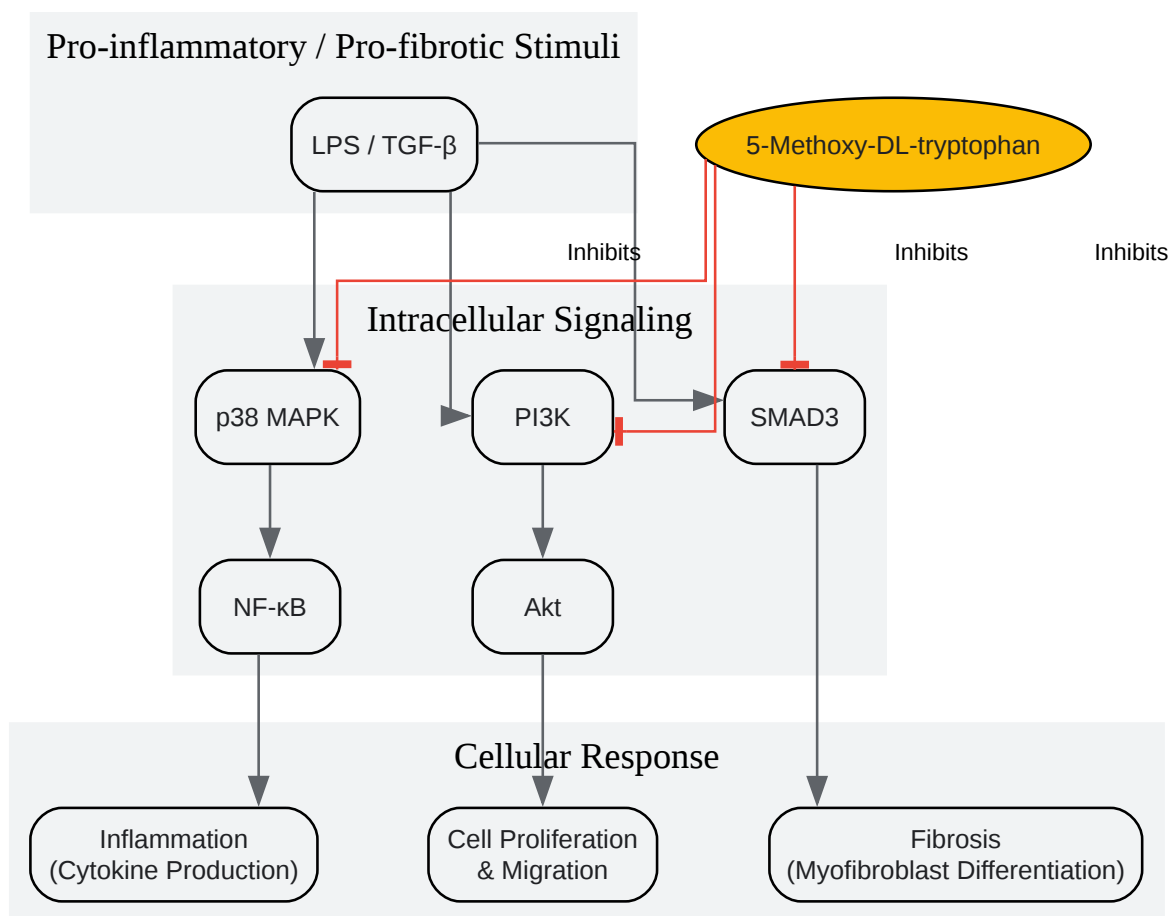 Pro-inflammatory / Pro-fibrotic Stimuli
LPS / TGF-β
5-Methoxy-DL-tryptophan
Inhibits
Inhibits
Inhibits
Intracellular Signaling
p38 MAPK
PI3K
SMAD3
NF-κB
Akt
Cellular Response
Inflammation
(Cytokine Production)
Cell Proliferation
& Migration
Fibrosis
(Myofibroblast Differentiation)